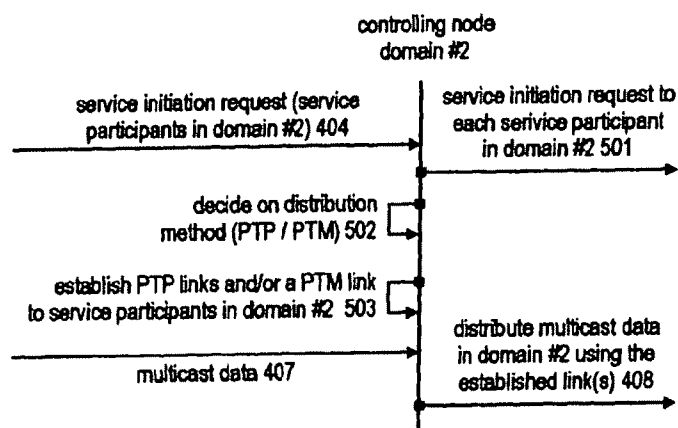 controlling node
domain #2
service initiation request (service
participants in domain #2) 404
service initiation request to
each serivice participant
in domain #2 501
decide on distribution
method (PTP / PTM) 502
establish PTP links and/or a PTM link
to service participants in domain #2 503
distribute multicast data
in domain #2 using the
established link(s) 408
multicast data 407